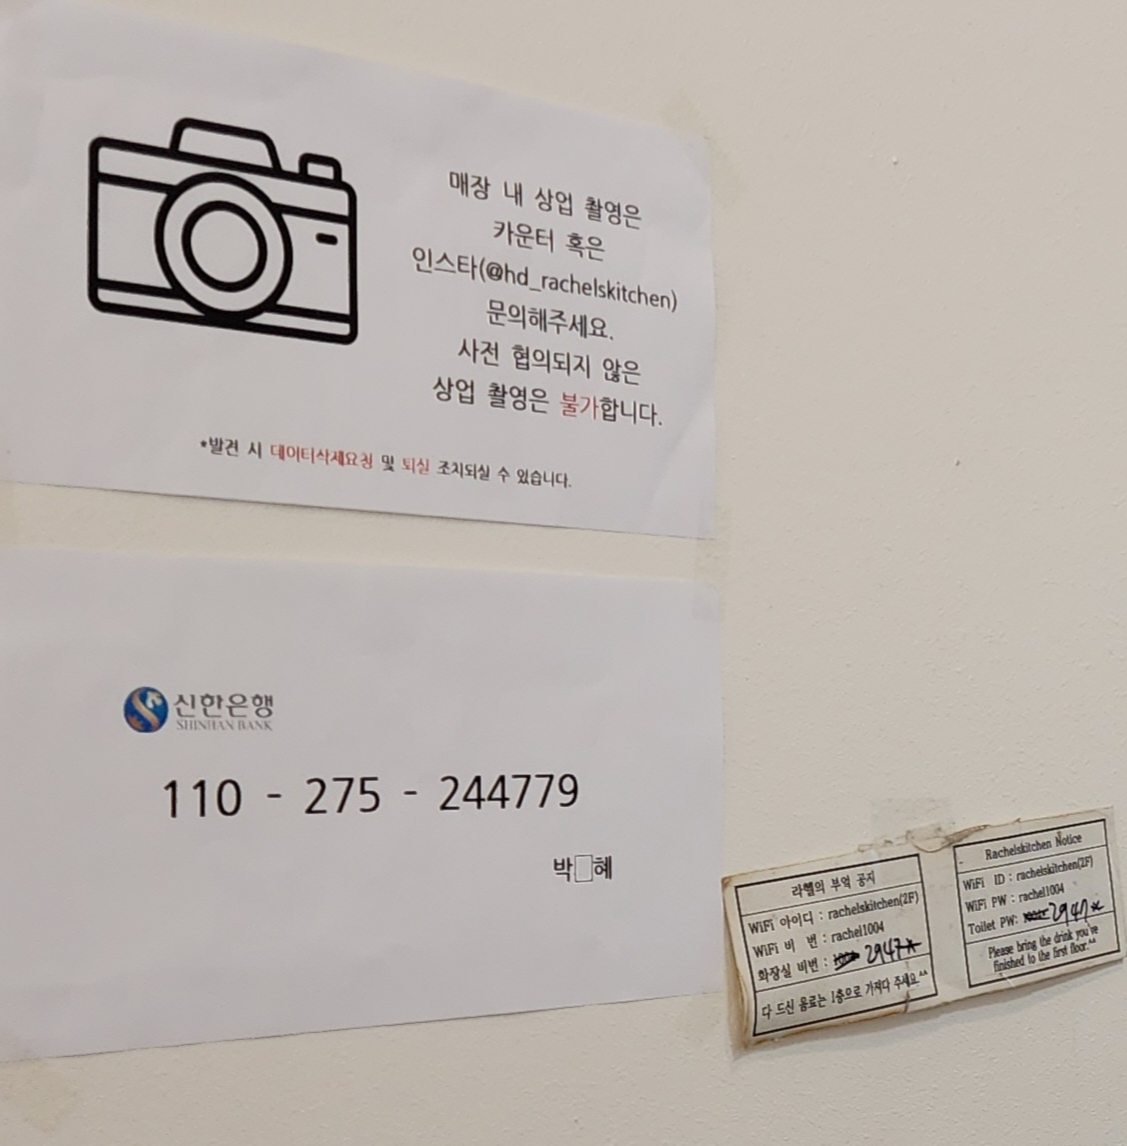 매장 내 상업 촬영은
카운터 혹은
인스타(@hd_rachelskitchen)
문의해주세요.
사전 협의되지 않은
상업 촬영은 불가합니다.
*발견 시 데이터삭제요청 및 퇴실 조치되실 수 있습니다.
신한은행
SHINHAN BANK
110 - 275 - 244779
박□혜
라헬의 부엌 공지
WiFi 아이디 : rachelskitchen(2F)
WiFi 비 번 : rachel1004
화장실 비번 : 2947*
다 드신 음료는 1층으로 가져다 주세요^^
Rachelskitchen Notice
WiFi ID : rachelskitchen(2F)
WiFi PW : rachel1004
Toilet PW: 2947*
Please bring the drink you've
finished to the first floor.^^